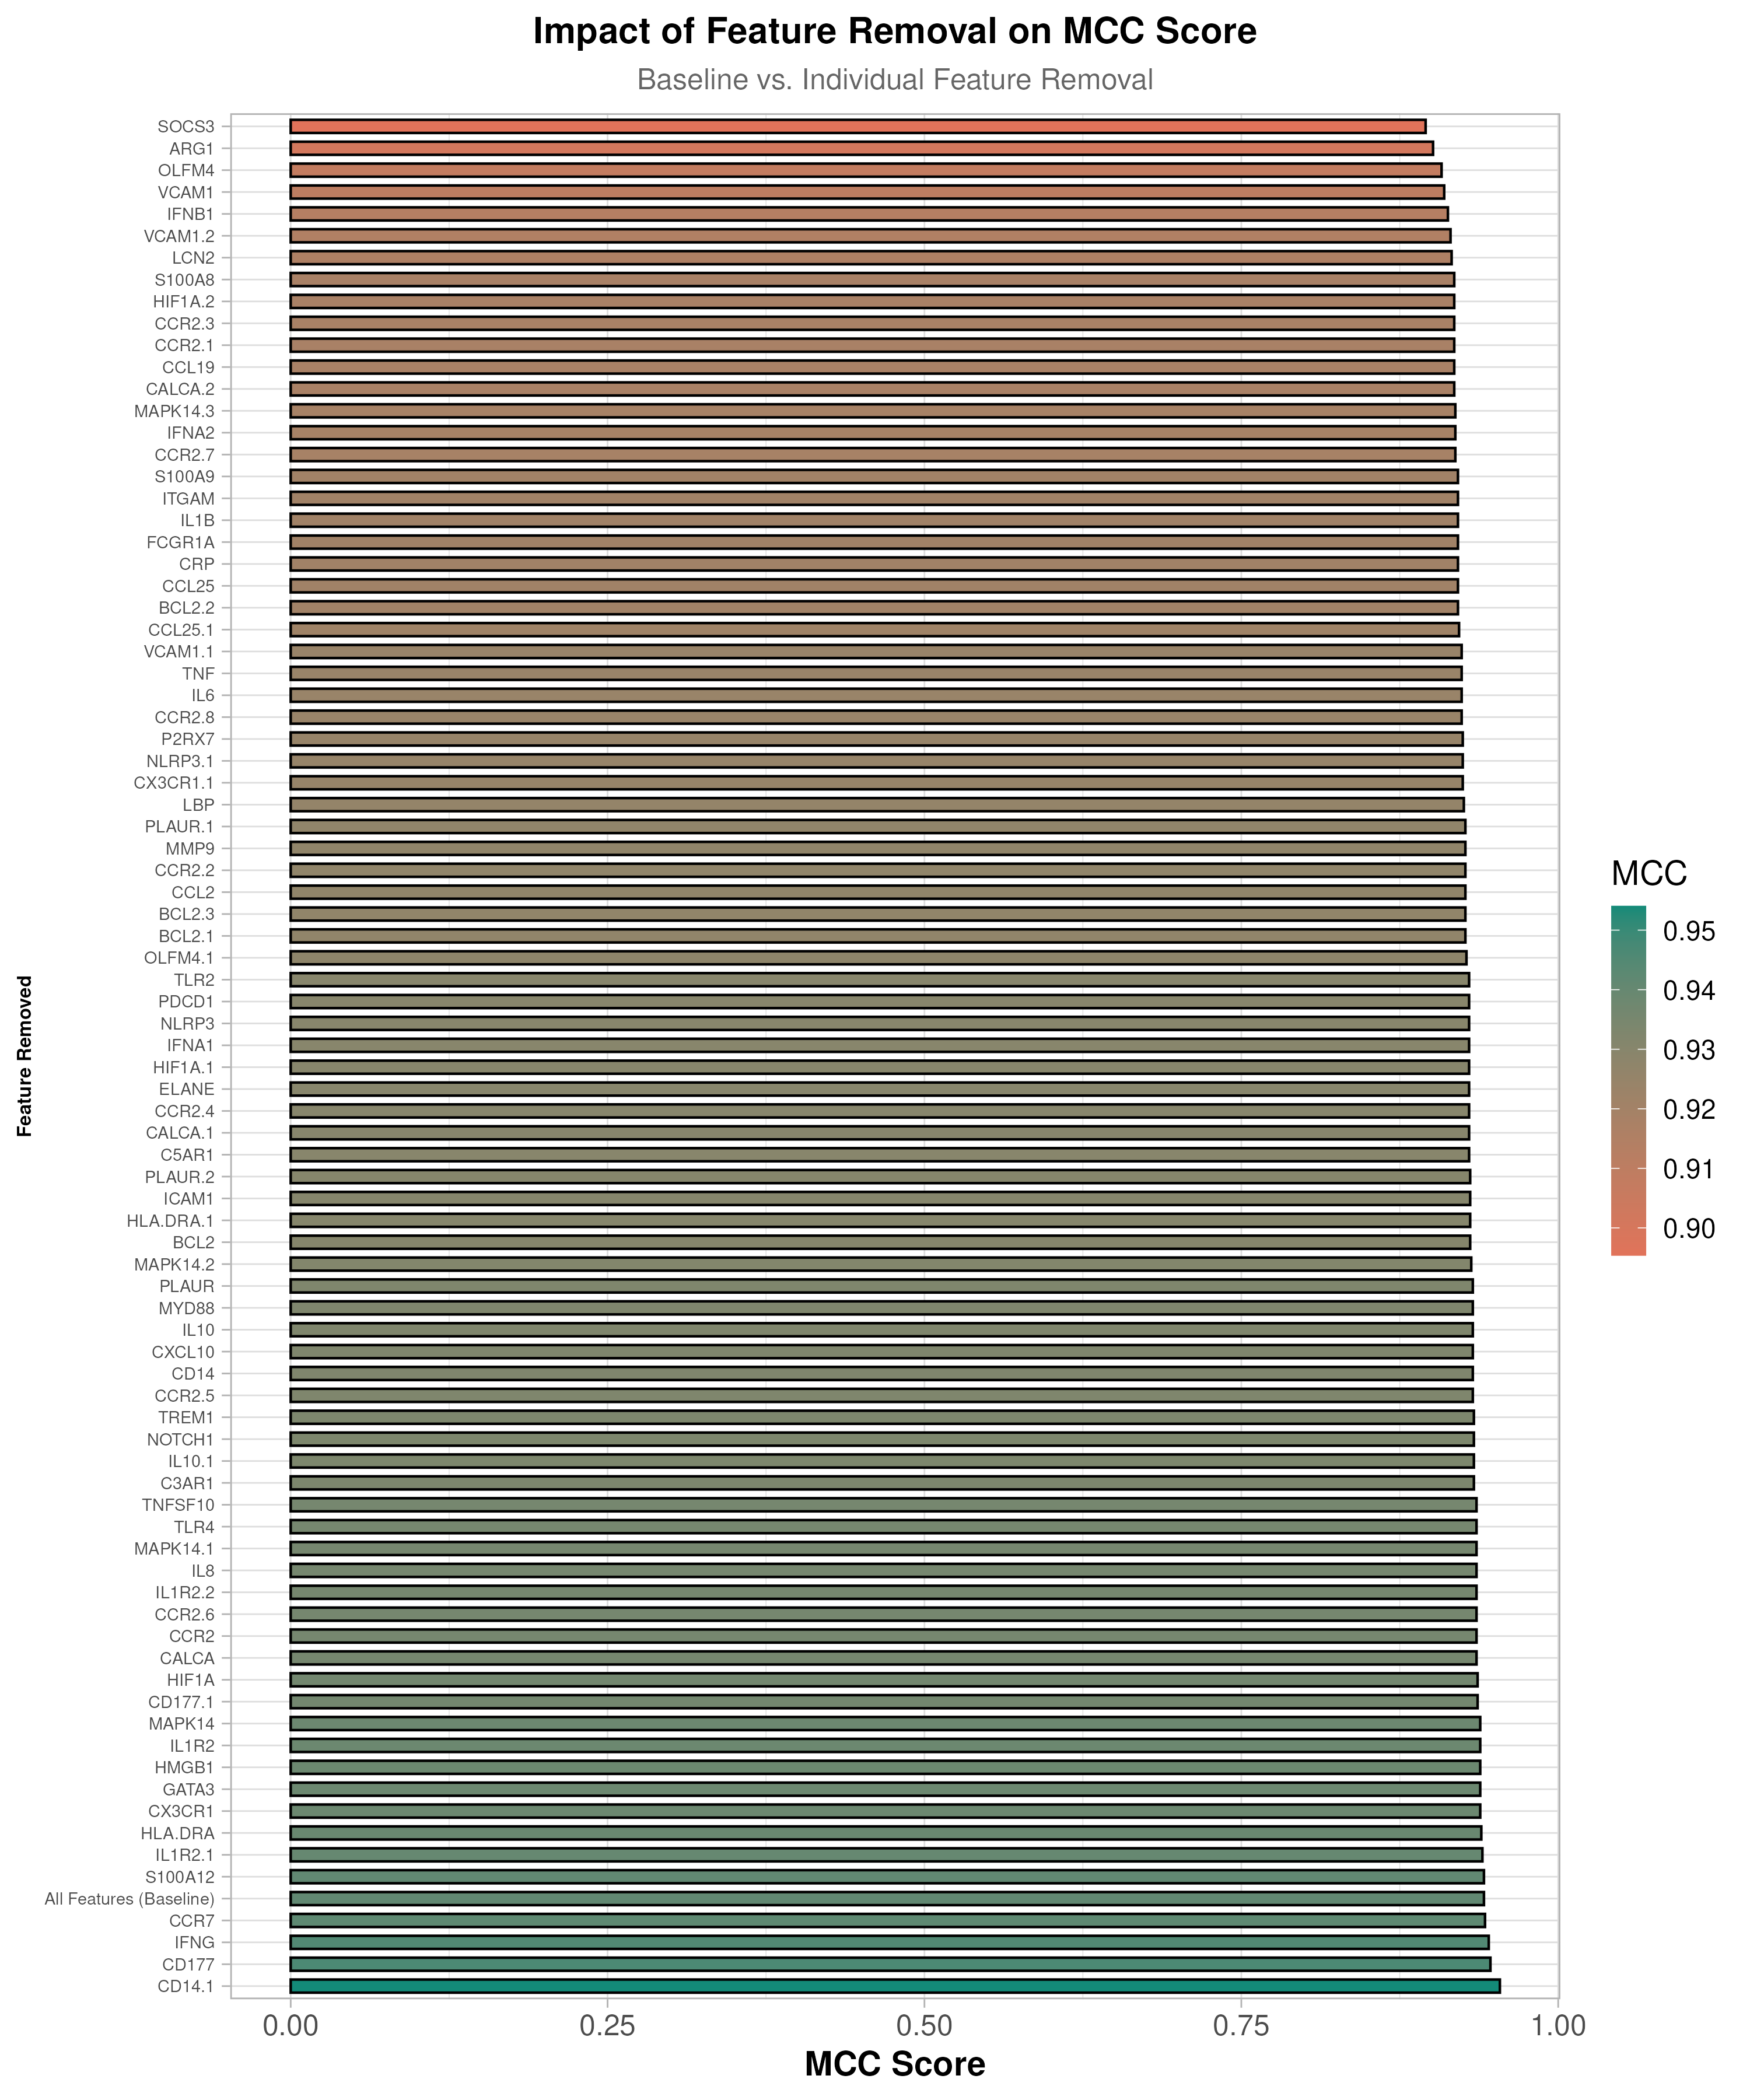 Impact of Feature Removal on MCC Score
Baseline vs. Individual Feature Removal
SOCS3
ARG1
OLFM4
VCAM1
IFNB1
VCAM1.2
LCN2
S100A8
HIF1A.2
CCR2.3
CCR2.1
CCL19
CALCA.2
MAPK14.3
IFNA2
CCR2.7
S100A9
ITGAM
IL1B
FCGR1A
CRP
CCL25
BCL2.2
CCL25.1
VCAM1.1
TNF
IL6
CCR2.8
P2RX7
NLRP3.1
CX3CR1.1
LBP
PLAUR.1
MMP9
CCR2.2
CCL2
BCL2.3
BCL2.1
OLFM4.1
TLR2
PDCD1
NLRP3
IFNA1
HIF1A.1
ELANE
CCR2.4
CALCA.1
C5AR1
PLAUR.2
ICAM1
HLA.DRA.1
BCL2
MAPK14.2
PLAUR
MYD88
IL10
CXCL10
CD14
CCR2.5
TREM1
NOTCH1
IL10.1
C3AR1
TNFSF10
TLR4
MAPK14.1
IL8
IL1R2.2
CCR2.6
CCR2
CALCA
HIF1A
CD177.1
MAPK14
IL1R2
HMGB1
GATA3
CX3CR1
HLA.DRA
IL1R2.1
S100A12
All Features (Baseline)
CCR7
IFNG
CD177
CD14.1
Feature Removed
0.00
0.25
0.50
0.75
1.00
MCC Score
MCC
0.95
0.94
0.93
0.92
0.91
0.90